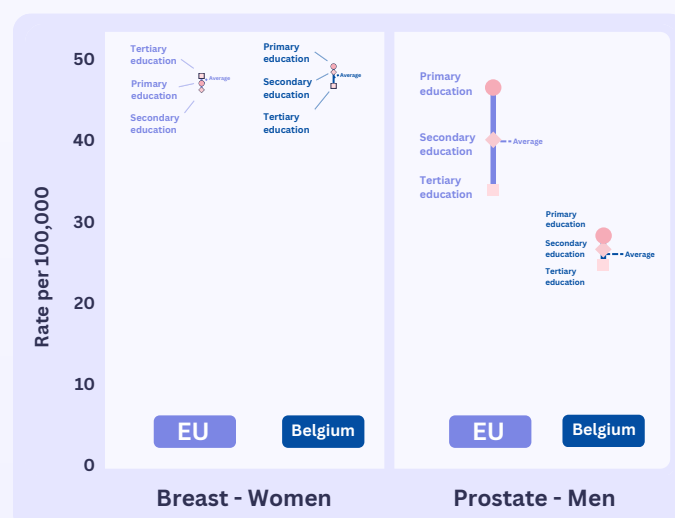 Rate per 100,000
50
40
30
20
10
0
Tertiary
education
Primary
education
Secondary
education
Average
Primary
education
Secondary
education
Tertiary
education
Average
EU
Belgium
Breast - Women
Primary
education
Secondary
education
Tertiary
education
Average
Primary
education
Secondary
education
Tertiary
education
Average
EU
Belgium
Prostate - Men